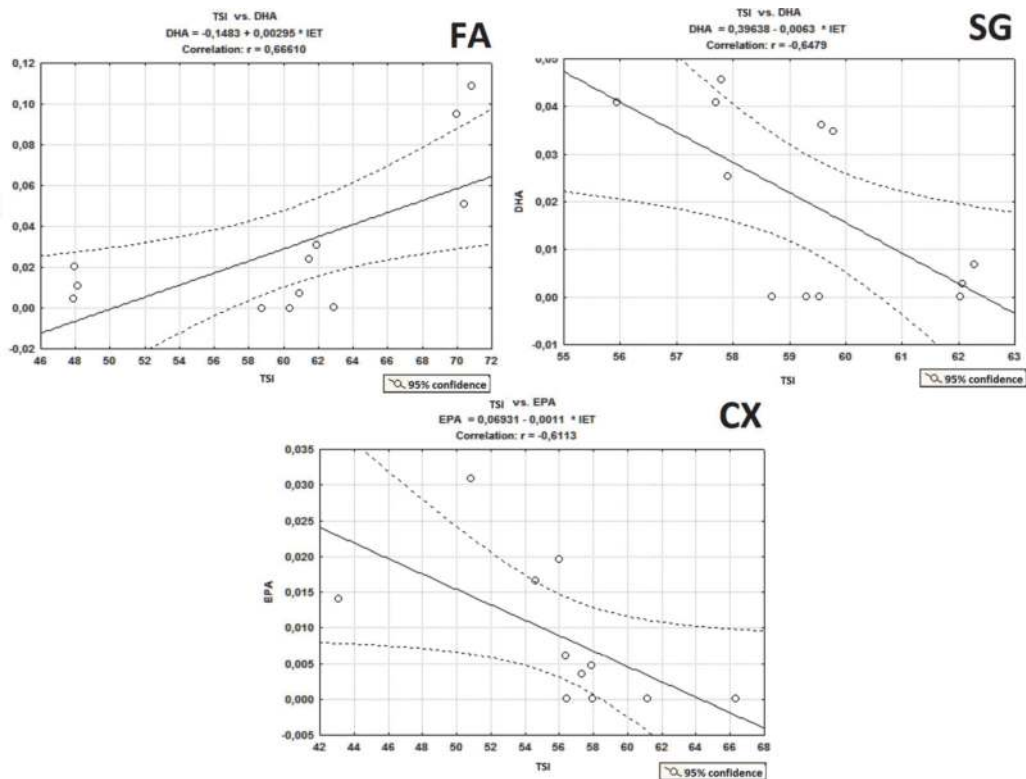 TSI vs. DHA
DHA = -0,1483 + 0,00295 * IET
Correlation: r = 0,66610
FA
0,12
0,10
0,08
0,06
0,04
0,02
0,00
-0,02
46 48 50 52 54 56 58 60 62 64 66 68 70 72
TSI
95% confidence
TSI vs. DHA
DHA = 0,39638 - 0,0063 * IET
Correlation: r = -0,6479
SG
0,05
0,04
0,03
0,02
0,01
0,00
-0,01
DHA
55 56 57 58 59 60 61 62 63
TSI
95% confidence
TSI vs. EPA
EPA = 0,06931 - 0,0011 * IET
Correlation: r = -0,6113
CX
0,035
0,030
0,025
0,020
0,015
0,010
0,005
0,000
-0,005
EPA
42 44 46 48 50 52 54 56 58 60 62 64 66 68
TSI
95% confidence